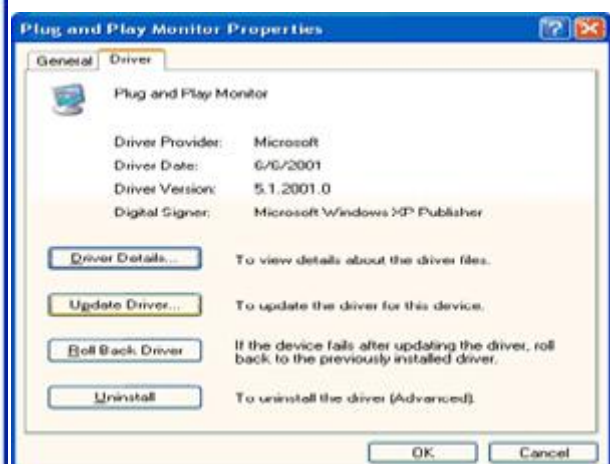 Plug and Play Monitor Properties
General Driver
Plug and Play Monitor
Driver Provider: Microsoft
Driver Date: 6/6/2001
Driver Version: 5.1.2001.0
Digital Signer: Microsoft Windows XP Publisher
Driver Details... To view details about the driver files.
Update Driver... To update the driver for this device.
Roll Back Driver If the device fails after updating the driver, roll
back to the previously installed driver.
Uninstall To uninstall the driver (Advanced).
OK Cancel